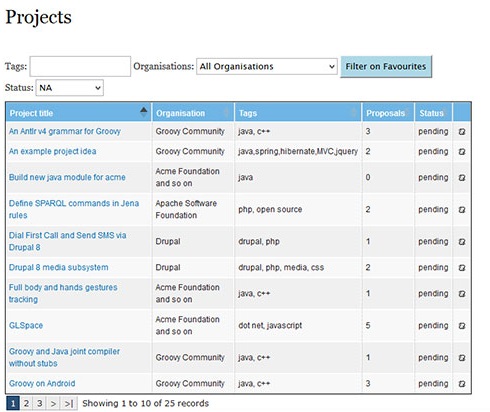 Projects
Tags: Organisations: All Organisations Filter on Favourites
Status: NA
Project title Organisation Tags Proposals Status
An Antlr v4 grammar for Groovy Groovy Community java, c++ 3 pending
An example project idea Groovy Community java,spring,hibernate,MVC,jquery 2 pending
Build new java module for acme Acme Foundation and so on java 0 pending
Define SPARQL commands in Jena rules Apache Software Foundation php, open source 2 pending
Dial First Call and Send SMS via Drupal 8 Drupal drupal, php 1 pending
Drupal 8 media subsystem Drupal drupal, php, media, css 2 pending
Full body and hands gestures tracking Acme Foundation and so on java, c++ 1 pending
GLSpace Acme Foundation and so on dot net, javascript 5 pending
Groovy and Java joint compiler without stubs Groovy Community java, c++ 1 pending
Groovy on Android Groovy Community java, c++ 3 pending
1 2 3 > >| Showing 1 to 10 of 25 records